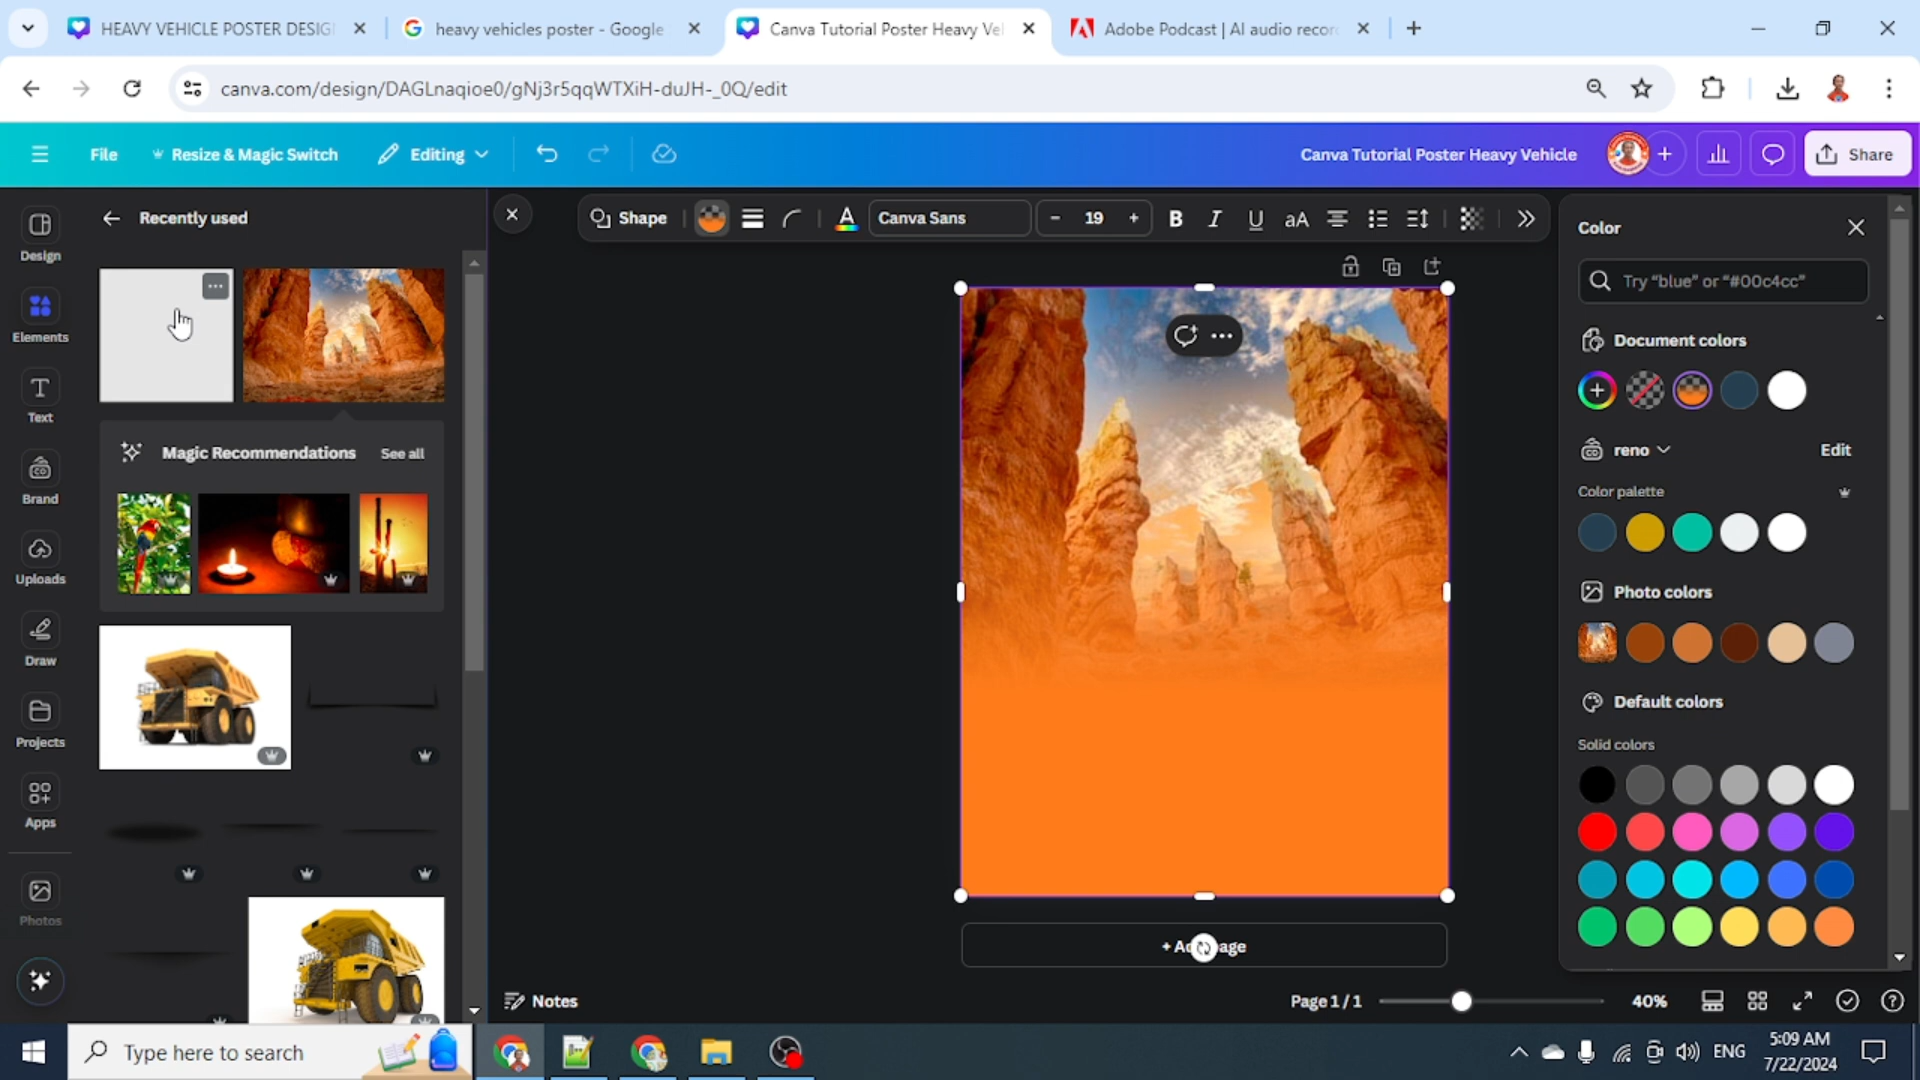 HEAVY VEHICLE POSTER DESIG
heavy vehicles poster - Google
Canva Tutorial Poster Heavy Ve
Adobe Podcast | AI audio recor
canva.com/design/DAGLnaqioe0/gNj3r5qqWTXiH-duJH-_0Q/edit
File
Resize & Magic Switch
Editing
Canva Tutorial Poster Heavy Vehicle
Share
Design
Elements
Text
Brand
Uploads
Draw
Projects
Apps
Photos
Recently used
Magic Recommendations
See all
Shape
Canva Sans
- 19 +
B I U aA
Color
Try "blue" or "#00c4cc"
Document colors
reno
Edit
Color palette
Photo colors
Default colors
Solid colors
+ Ad age
Notes
Page 1 / 1
40%
Type here to search
ENG
5:09 AM
7/22/2024